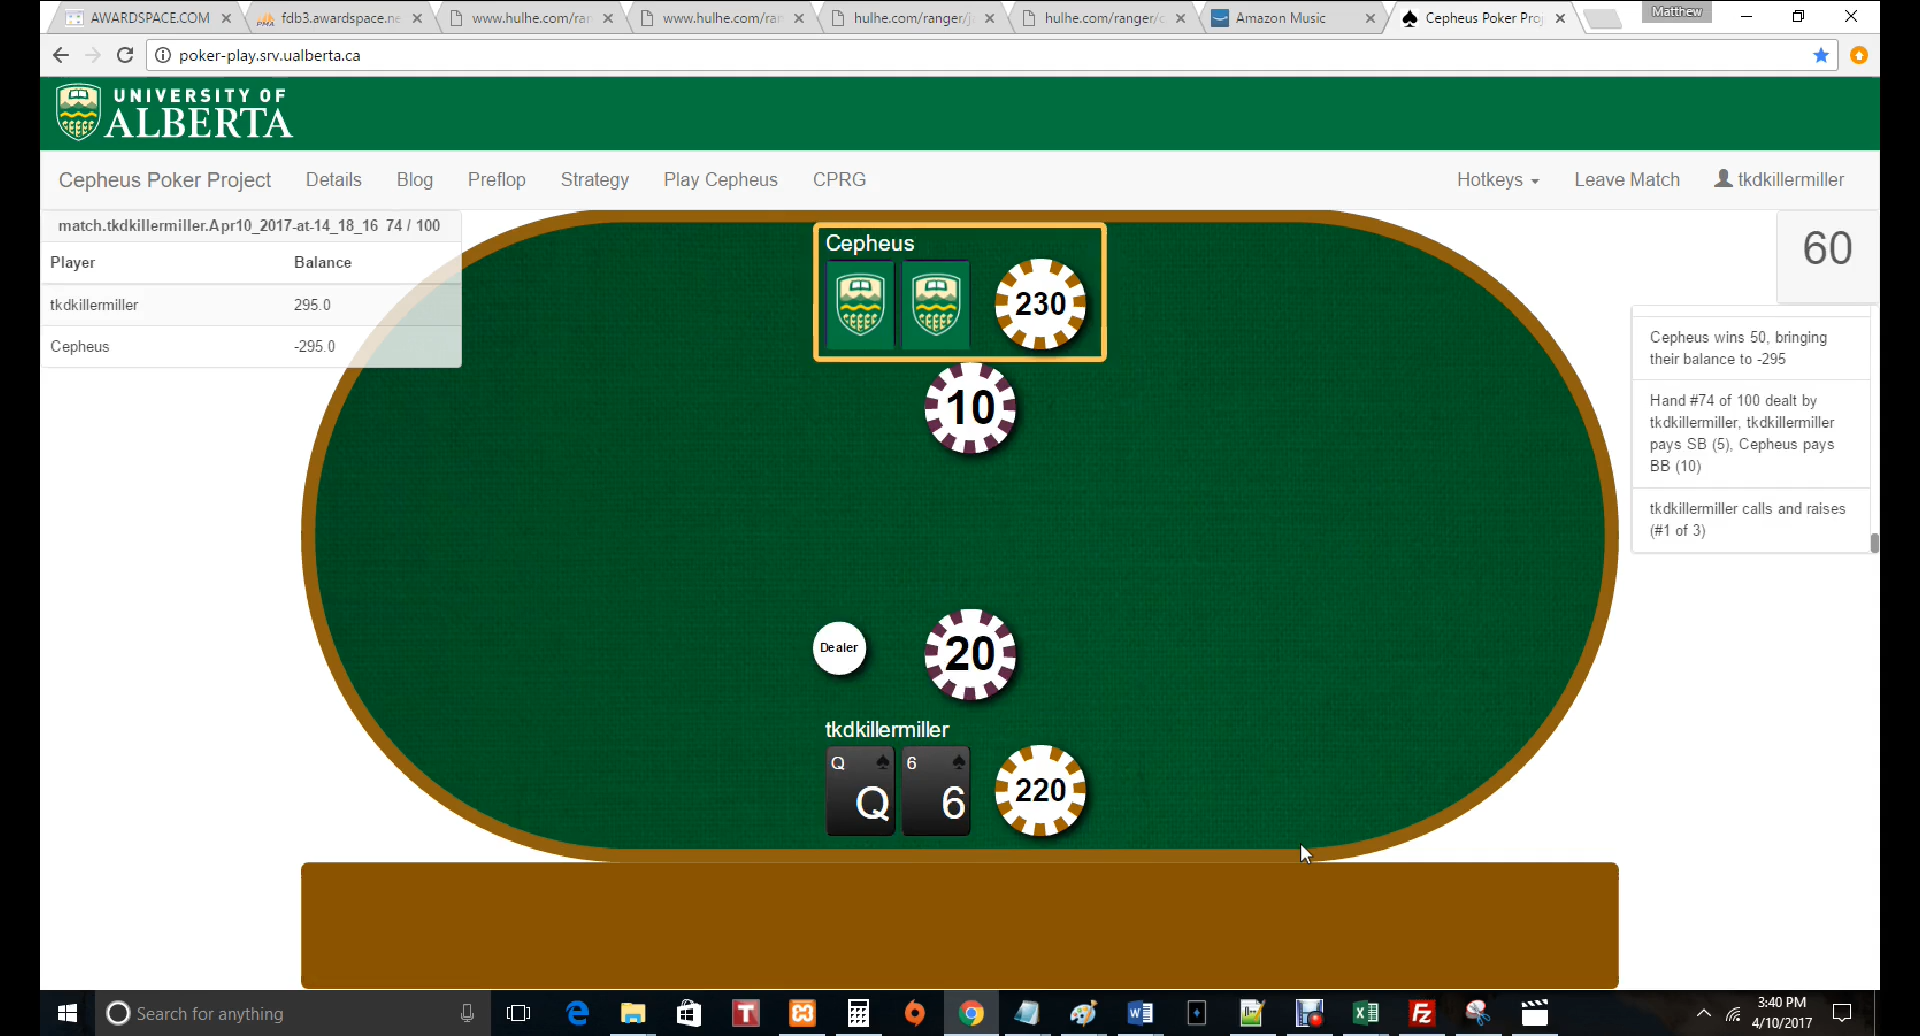 AWARDSPACE.COM
fdb3.awardspace.ne
www.hulhe.com/ran
www.hulhe.com/ran
hulhe.com/ranger/j
hulhe.com/ranger/c
Amazon Music
Cepheus Poker Proj
Matthew
poker-play.srv.ualberta.ca
UNIVERSITY OF
ALBERTA
Cepheus Poker Project
Details
Blog
Preflop
Strategy
Play Cepheus
CPRG
Hotkeys
Leave Match
tkdkillermiller
match.tkdkillermiller.Apr10_2017-at-14_18_16 74 / 100
Player Balance
tkdkillermiller 295.0
Cepheus -295.0
Cepheus
230
10
60
Cepheus wins 50, bringing
their balance to -295
Hand #74 of 100 dealt by
tkdkillermiller, tkdkillermiller
pays SB (5), Cepheus pays
BB (10)
tkdkillermiller calls and raises
(#1 of 3)
Dealer
20
tkdkillermiller
Q
Q
6
6
220
Search for anything
3:40 PM
4/10/2017